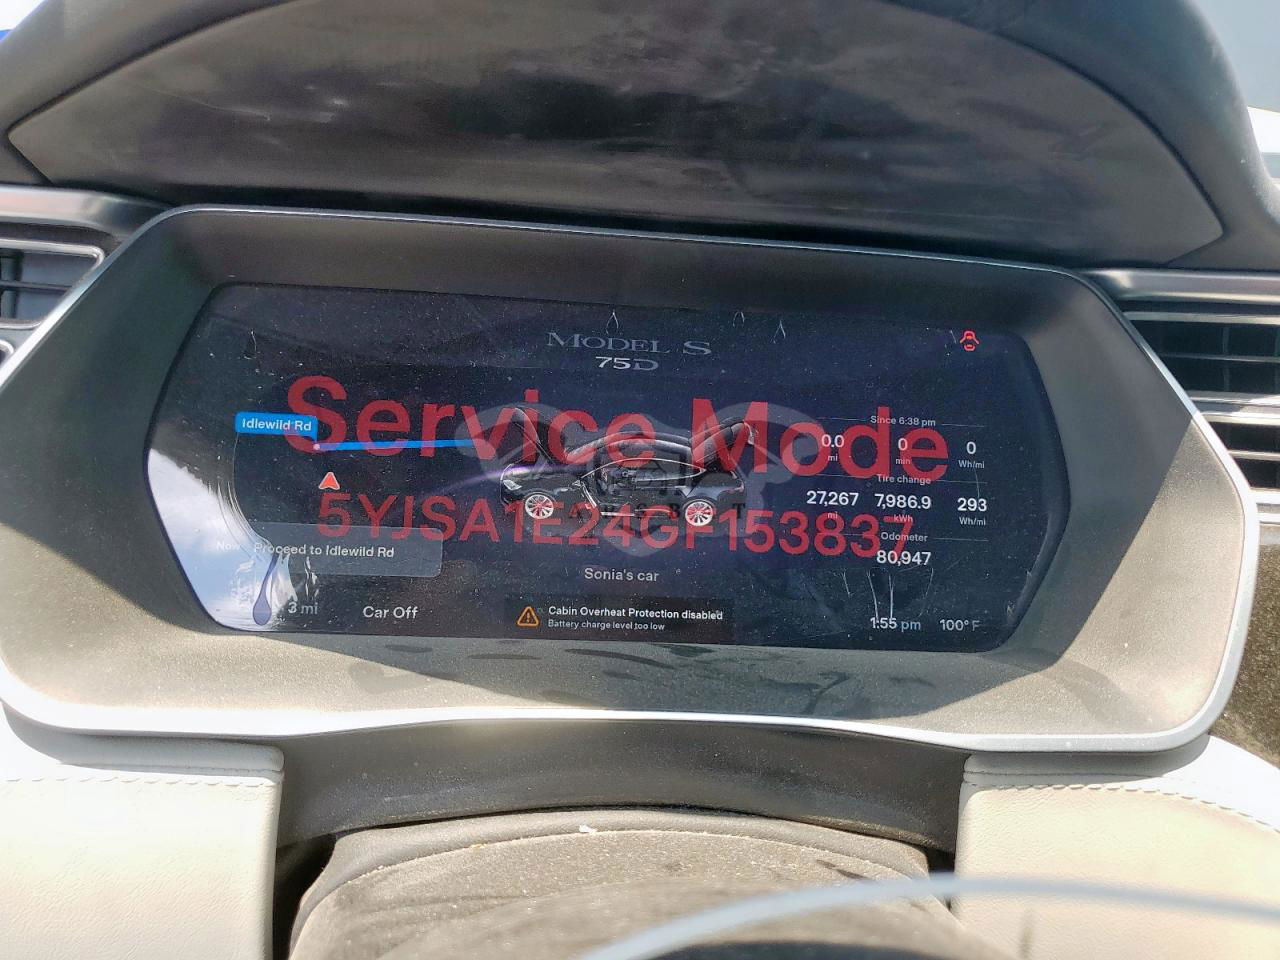 MODEL S
75D
Service Mode
Idlewild Rd
Since 6:38 pm
0.0 0 0
mi min Wh/mi
Tire change
27,267 7,986.9 293
mi kWh Wh/mi
5YJSA1E24GF153837
Odometer
80,947
Now Proceed to Idlewild Rd
Sonia's car
3 mi
Car Off
Cabin Overheat Protection disabled
Battery charge level too low
1:55 pm 100°F